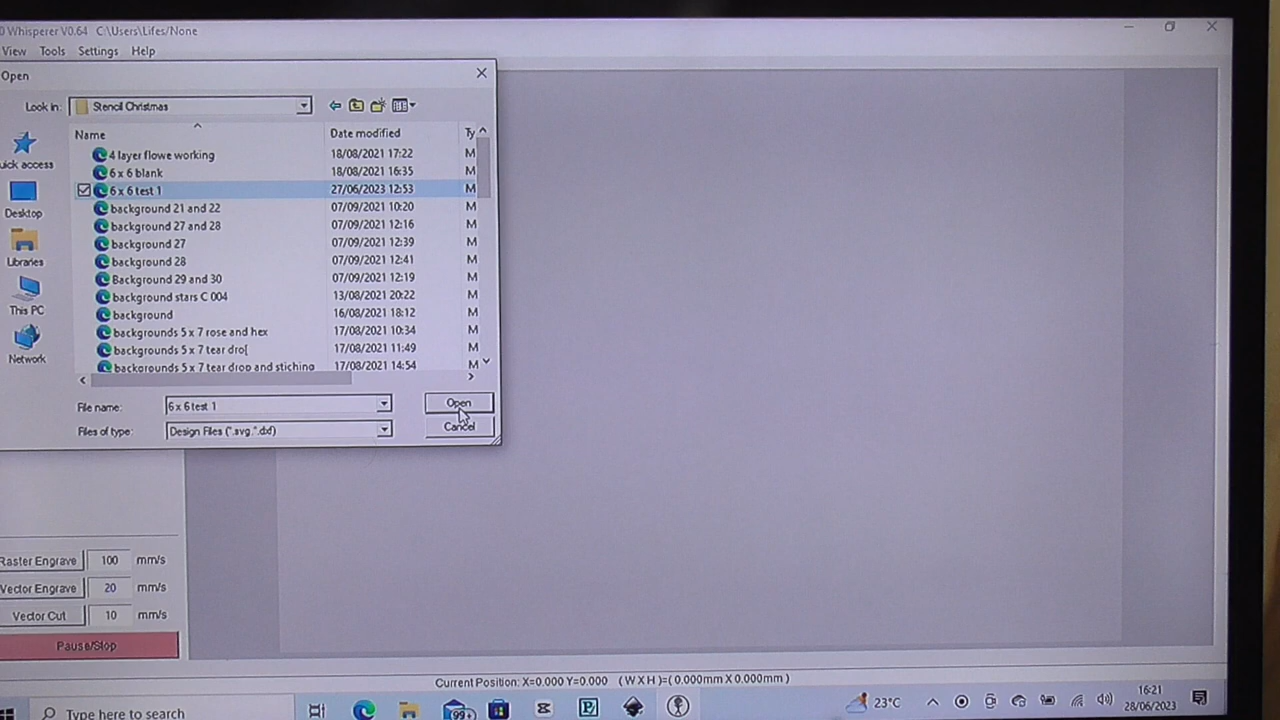 0 Whisperer V0.64 C:\Users\Lifes/None
View Tools Settings Help
Open
Look in: Stencil Christmas
Name Date modified Ty
4 layer flowe working 18/08/2021 17:22 M
6 x 6 blank 18/08/2021 16:35 M
6 x 6 test 1 27/06/2023 12:53 M
background 21 and 22 07/09/2021 10:20 M
background 27 and 28 07/09/2021 12:16 M
background 27 07/09/2021 12:39 M
background 28 07/09/2021 12:41 M
Background 29 and 30 07/09/2021 12:19 M
background stars C 004 13/08/2021 20:22 M
background 16/08/2021 18:12 M
backgrounds 5 x 7 rose and hex 17/08/2021 10:34 M
backgrounds 5 x 7 tear dro[ 17/08/2021 11:49 M
backgrounds 5 x 7 tear drop and stiching 17/08/2021 14:54 M
uick access
Desktop
Libraries
This PC
Network
File name: 6 x 6 test 1 Open
Files of type: Design Files (*.svg,*.dxf) Cancel
Raster Engrave 100 mm/s
Vector Engrave 20 mm/s
Vector Cut 10 mm/s
Pause/Stop
Current Position: X=0.000 Y=0.000 ( W X H )=( 0.000mm X 0.000mm )
Type here to search 99+ 23°C 16:21
28/06/2023